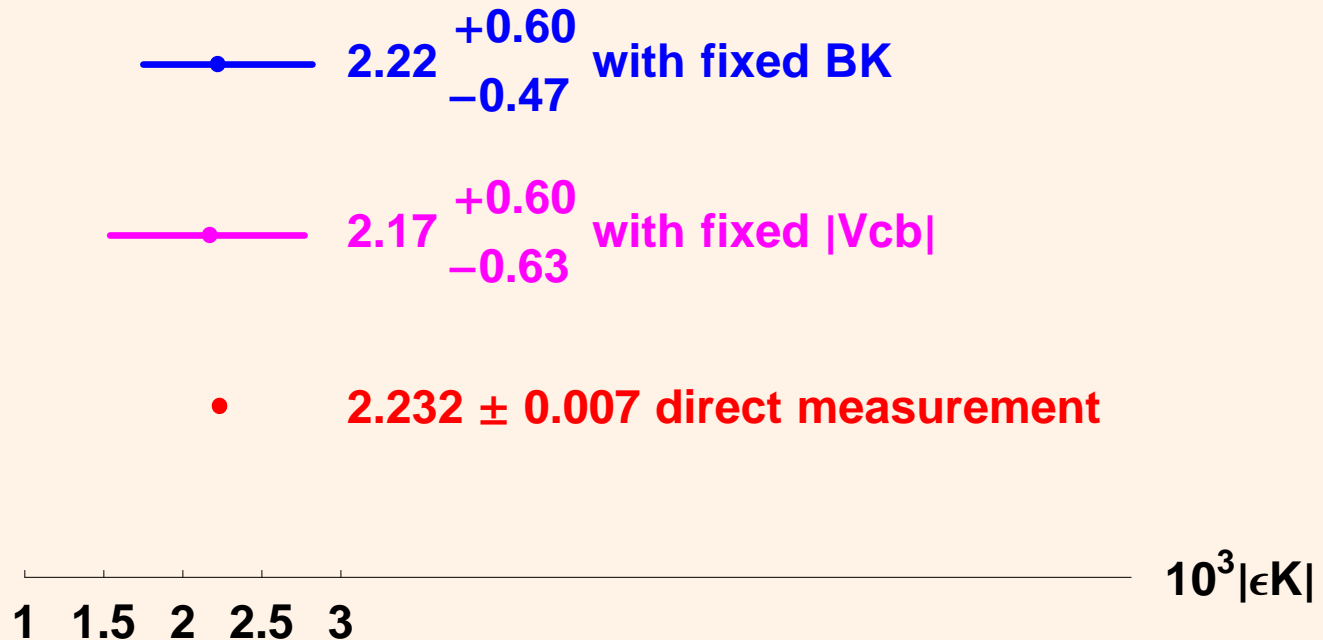 2.22 +0.60 −0.47 with fixed BK
2.17 +0.60 −0.63 with fixed |Vcb|
2.232 ± 0.007 direct measurement
10³|ϵK|
1 1.5 2 2.5 3